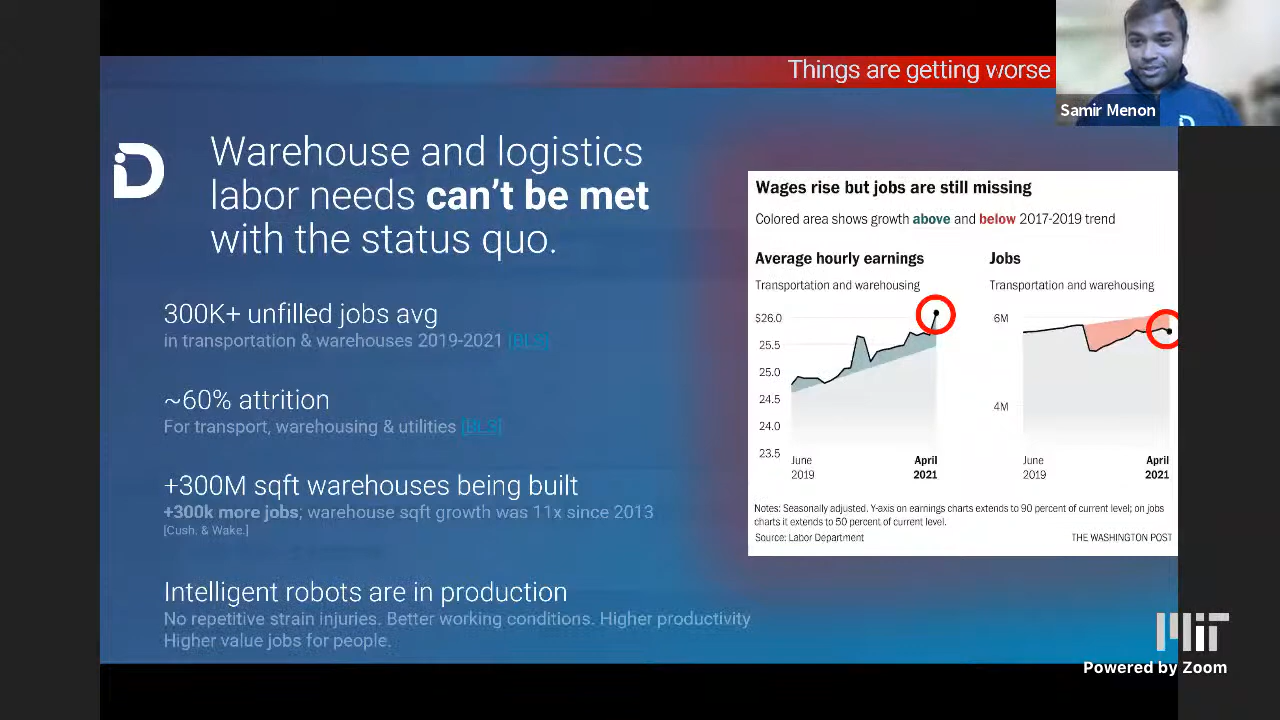 Things are getting worse
Samir Menon
D
Warehouse and logistics
labor needs can't be met
with the status quo.
300K+ unfilled jobs avg
in transportation & warehouses 2019-2021 [BLS]
~60% attrition
For transport, warehousing & utilities [BLS]
+300M sqft warehouses being built
+300k more jobs; warehouse sqft growth was 11x since 2013
[Cush. & Wake.]
Intelligent robots are in production
No repetitive strain injuries. Better working conditions. Higher productivity
Higher value jobs for people.
Wages rise but jobs are still missing
Colored area shows growth above and below 2017-2019 trend
Average hourly earnings
Transportation and warehousing
$26.0
25.5
25.0
24.5
24.0
23.5
June
2019
April
2021
Jobs
Transportation and warehousing
6M
4M
June
2019
April
2021
Notes: Seasonally adjusted. Y-axis on earnings charts extends to 90 percent of current level; on jobs
charts it extends to 50 percent of current level.
Source: Labor Department
THE WASHINGTON POST
MIT
Powered by Zoom